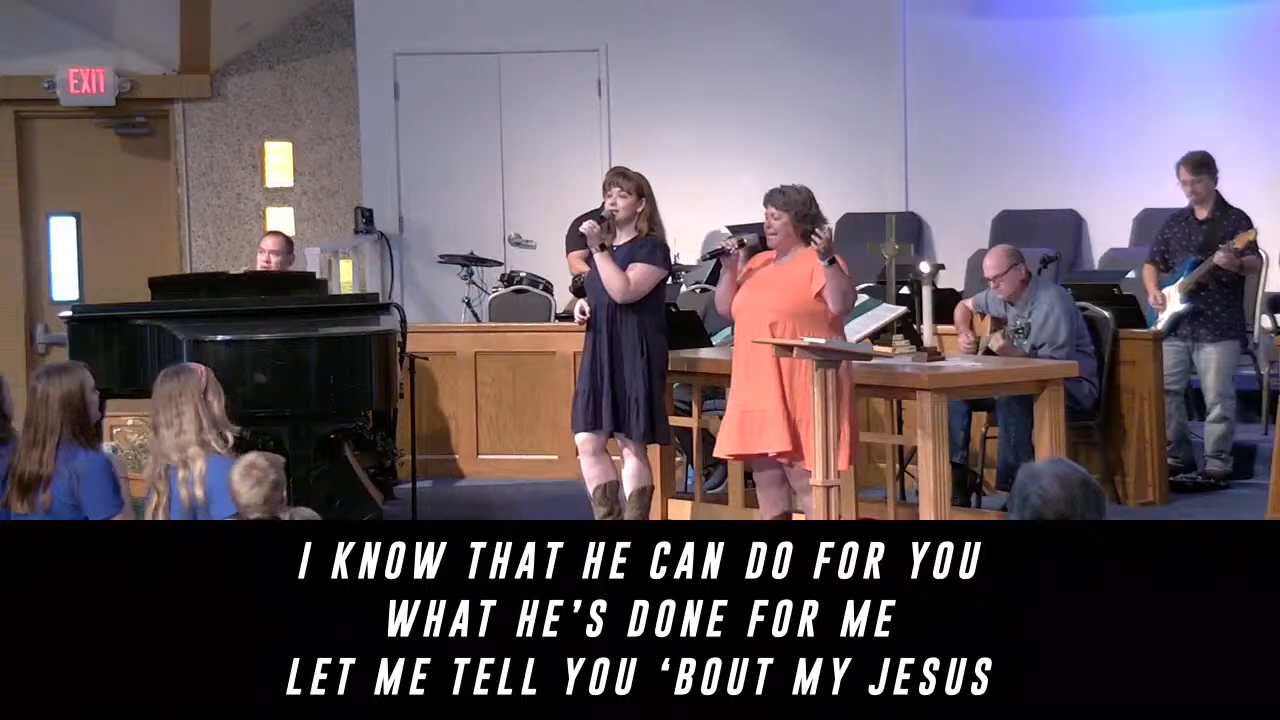 EXIT
I KNOW THAT HE CAN DO FOR YOU
WHAT HE'S DONE FOR ME
LET ME TELL YOU ‘BOUT MY JESUS